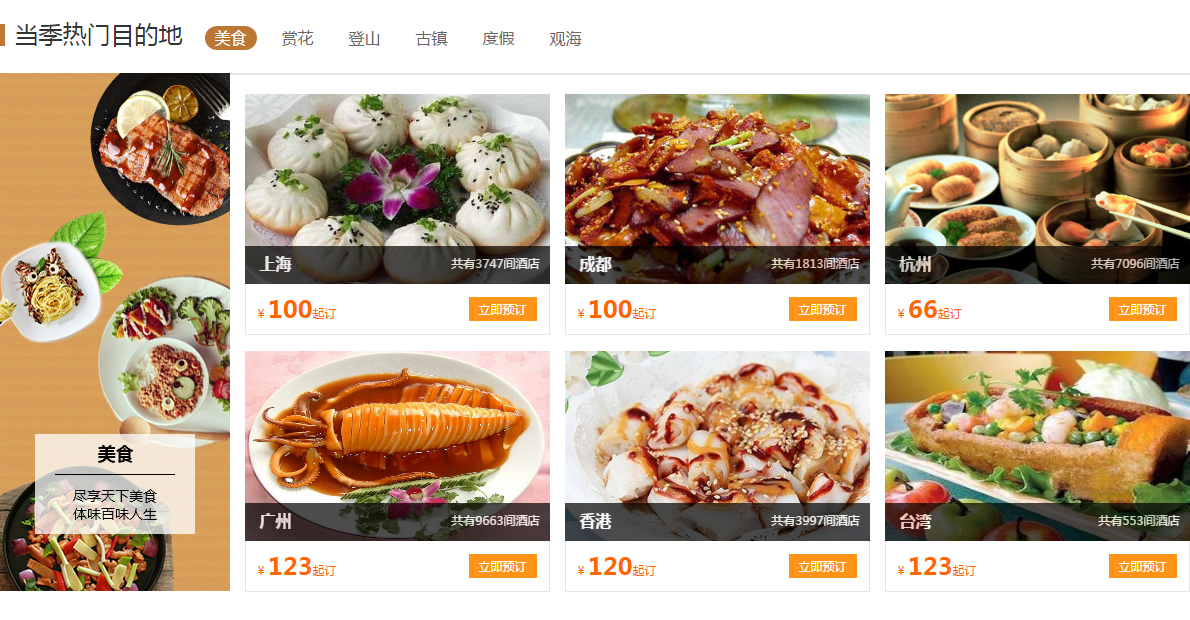 当季热门目的地 美食 赏花 登山 古镇 度假 观海
上海 共有3747间酒店
¥ 100起订 立即预订
成都 共有1813间酒店
¥ 100起订 立即预订
杭州 共有7096间酒店
¥ 66起订 立即预订
广州 共有9663间酒店
¥ 123起订 立即预订
香港 共有3997间酒店
¥ 120起订 立即预订
台湾 共有553间酒店
¥ 123起订 立即预订
美食
尽享天下美食
体味百味人生